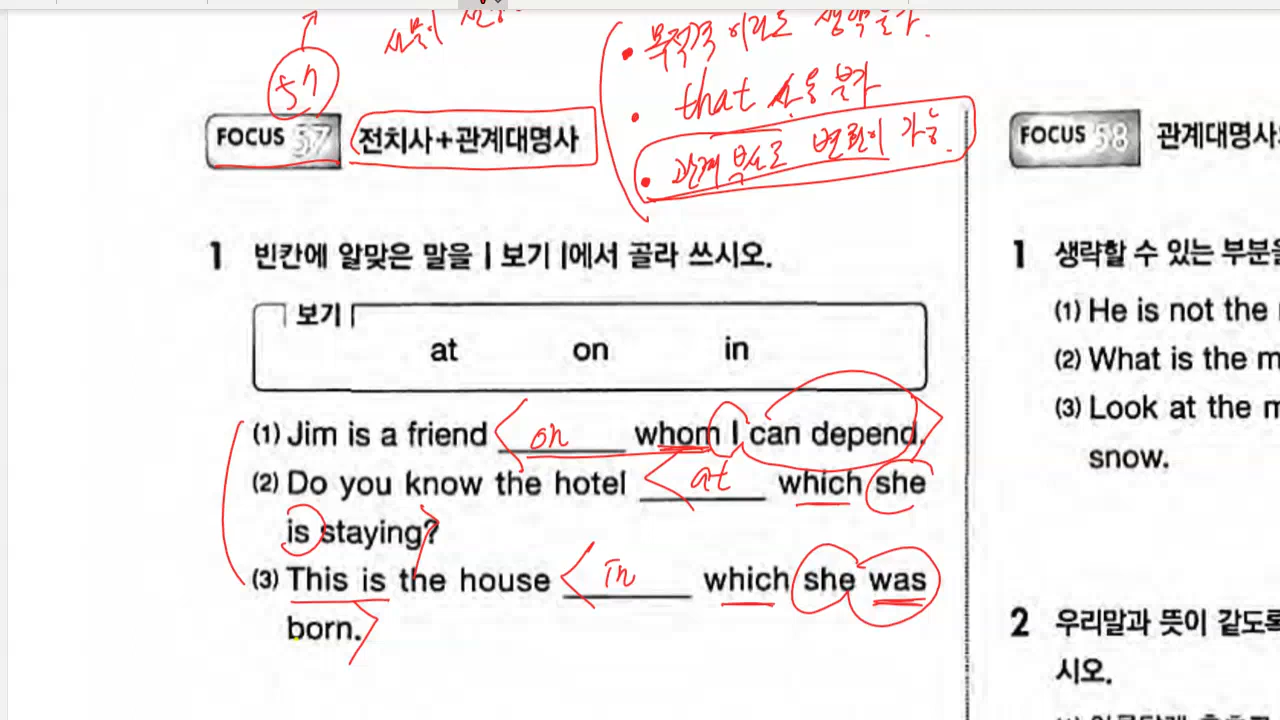 목적격 이라도 생략불가.
57
that 사용 불가
FOCUS 57 전치사+관계대명사
관계 부사로 변환이 가능.
1 빈칸에 알맞은 말을 | 보기 |에서 골라 쓰시오.
보기
at on in
(1) Jim is a friend on whom I can depend.
(2) Do you know the hotel at which she
is staying?
(3) This is the house in which she was
born.
FOCUS 58 관계대명사
1 생략할 수 있는 부분을
(1) He is not the
(2) What is the m
(3) Look at the m
snow.
2 우리말과 뜻이 같도록
시오.